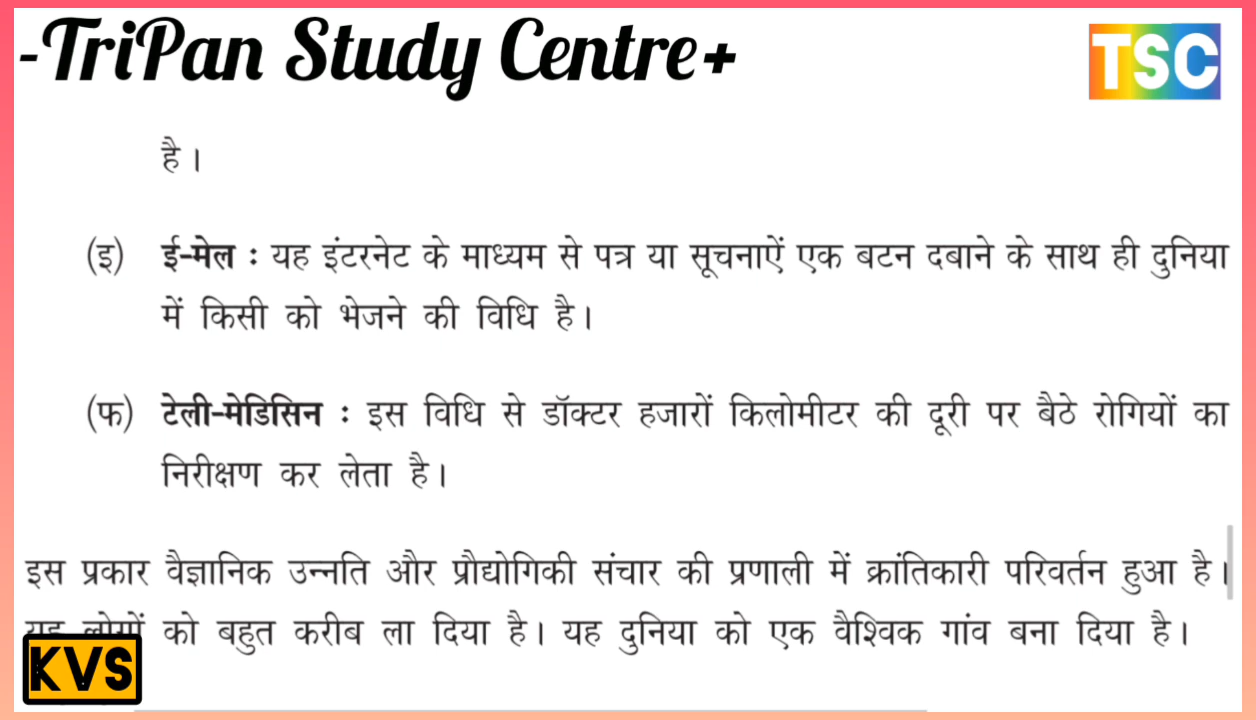 -TriPan Study Centre+
TSC
है।
(इ) ई-मेल : यह इंटरनेट के माध्यम से पत्र या सूचनाऐं एक बटन दबाने के साथ ही दुनिया
में किसी को भेजने की विधि है।
(फ) टेली-मेडिसिन : इस विधि से डॉक्टर हजारों किलोमीटर की दूरी पर बैठे रोगियों का
निरीक्षण कर लेता है।
इस प्रकार वैज्ञानिक उन्नति और प्रौद्योगिकी संचार की प्रणाली में क्रांतिकारी परिवर्तन हुआ है।
यह लोगों को बहुत करीब ला दिया है। यह दुनिया को एक वैश्विक गांव बना दिया है।
KVS